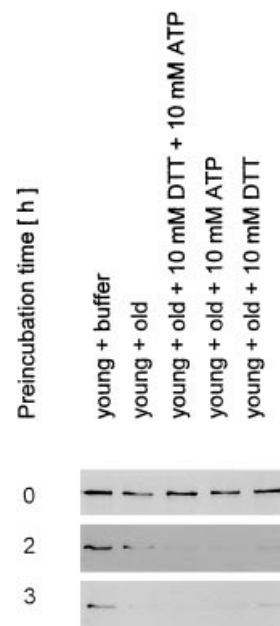 Preincubation time [ h ]
young + buffer
young + old
young + old + 10 mM DTT + 10 mM ATP
young + old + 10 mM ATP
young + old + 10 mM DTT
0
2
3